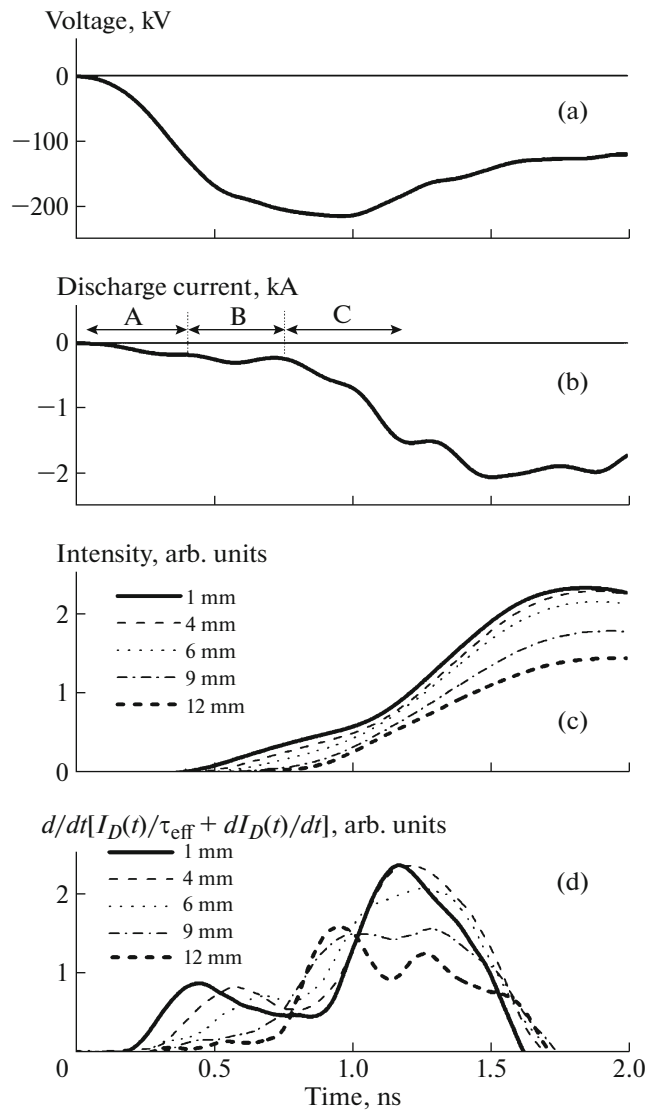 Voltage, kV
0
(a)
−100
−200
Discharge current, kA
A B C
0
(b)
−1
−2
Intensity, arb. units
2
1 mm
4 mm
6 mm
1
9 mm
12 mm
(c)
0
d/dt[I_D(t)/τ_eff + dI_D(t)/dt], arb. units
1 mm
(d)
4 mm
2
6 mm
9 mm
12 mm
1
0 0.5 1.0 1.5 2.0
Time, ns